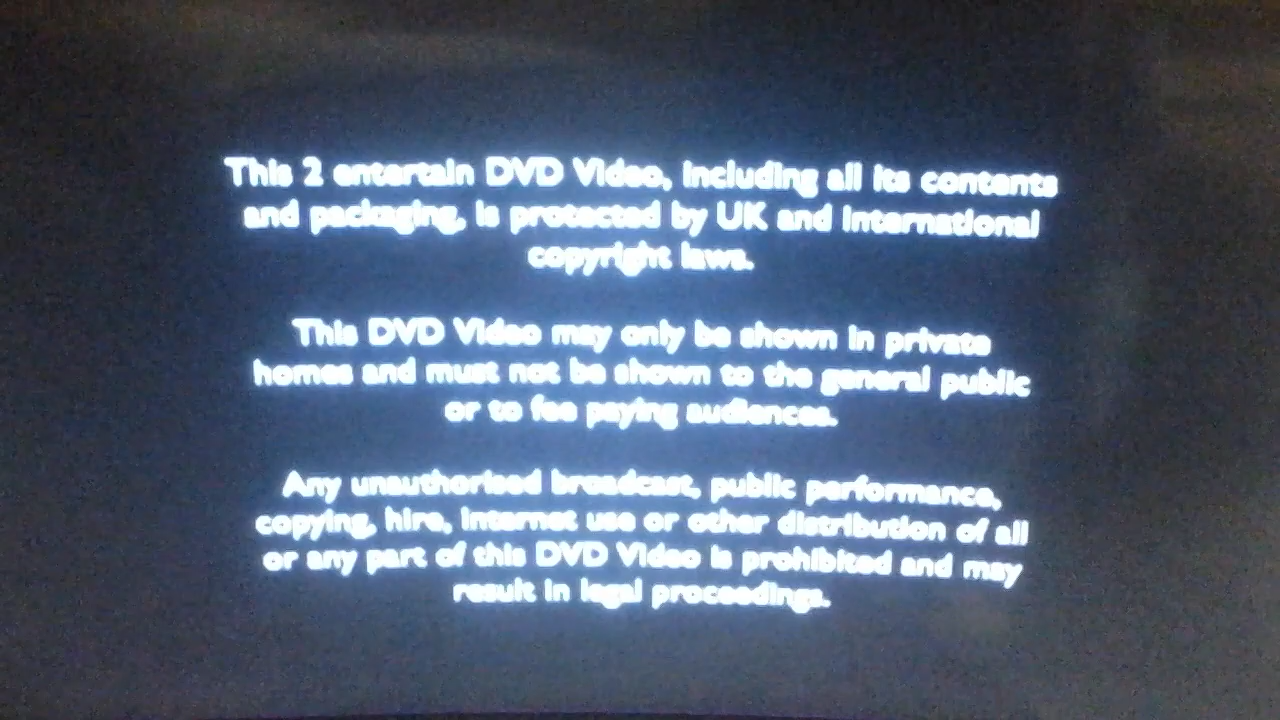 This 2 entertain DVD Video, including all its contents
and packaging, is protected by UK and International
copyright laws.
This DVD Video may only be shown in private
homes and must not be shown to the general public
or to fee paying audiences.
Any unauthorised broadcast, public performance,
copying, hire, internet use or other distribution of all
or any part of this DVD Video is prohibited and may
result in legal proceedings.